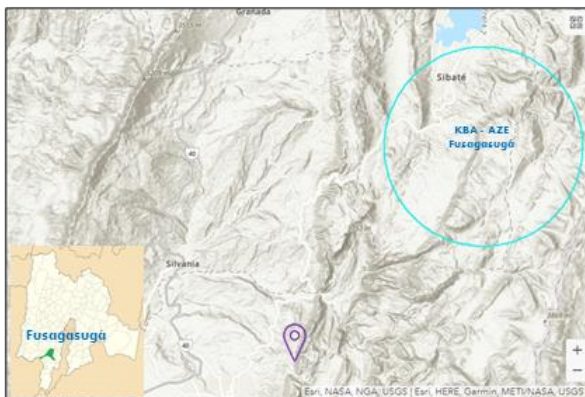 Granada
Sibaté
KBA - AZE
Fusagasugá
40
Silvania
Fusagasugá
40
+
−
Esri, NASA, NGA, USGS | Esri, HERE, Garmin, METI/NASA, USGS